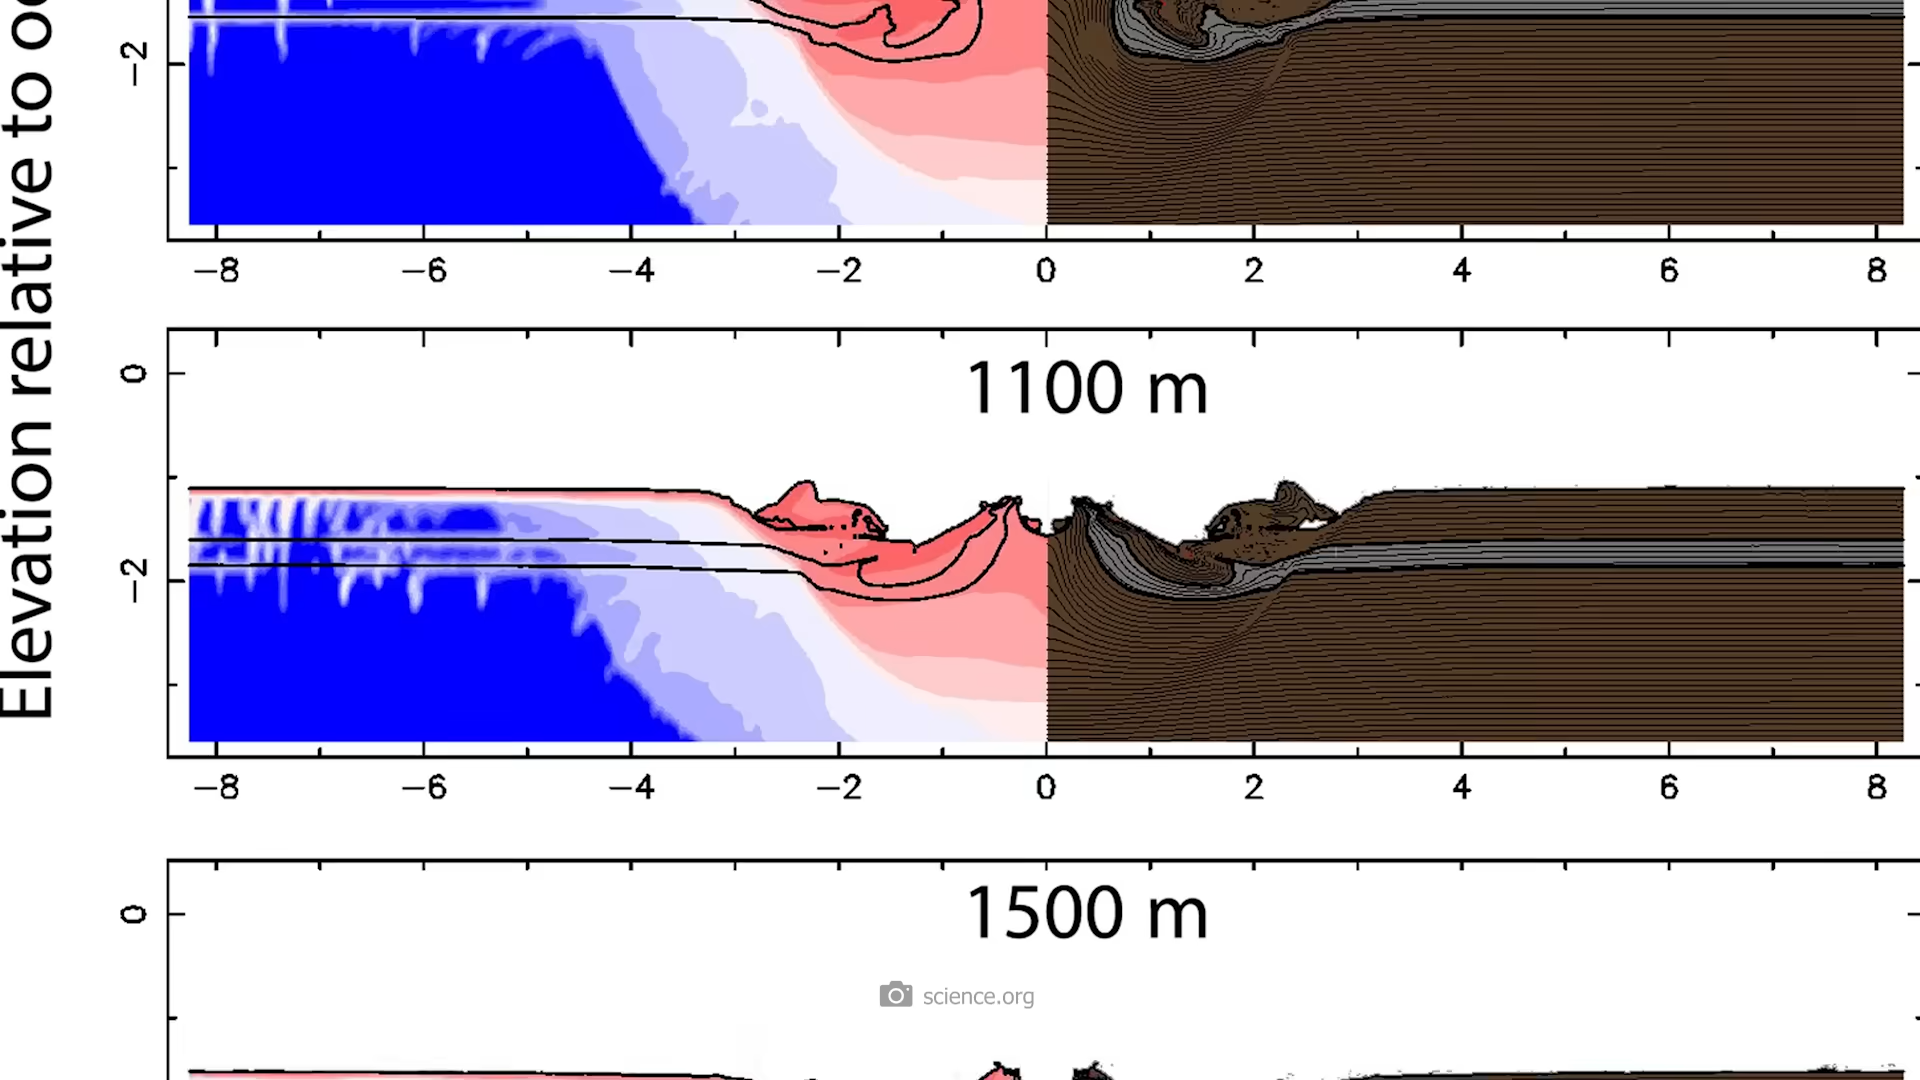 Elevation relative to
−2
−8 −6 −4 −2 0 2 4 6 8
0
1100 m
−2
−8 −6 −4 −2 0 2 4 6 8
0
1500 m
science.org